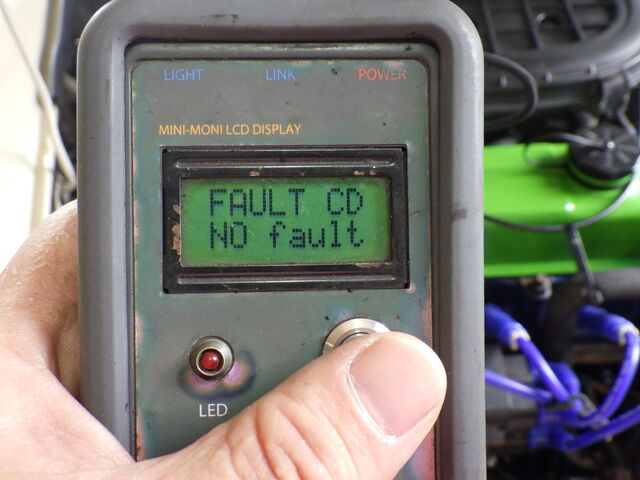 LIGHT LINK POWER
MINI-MONI LCD DISPLAY
FAULT CD
NO fault
LED